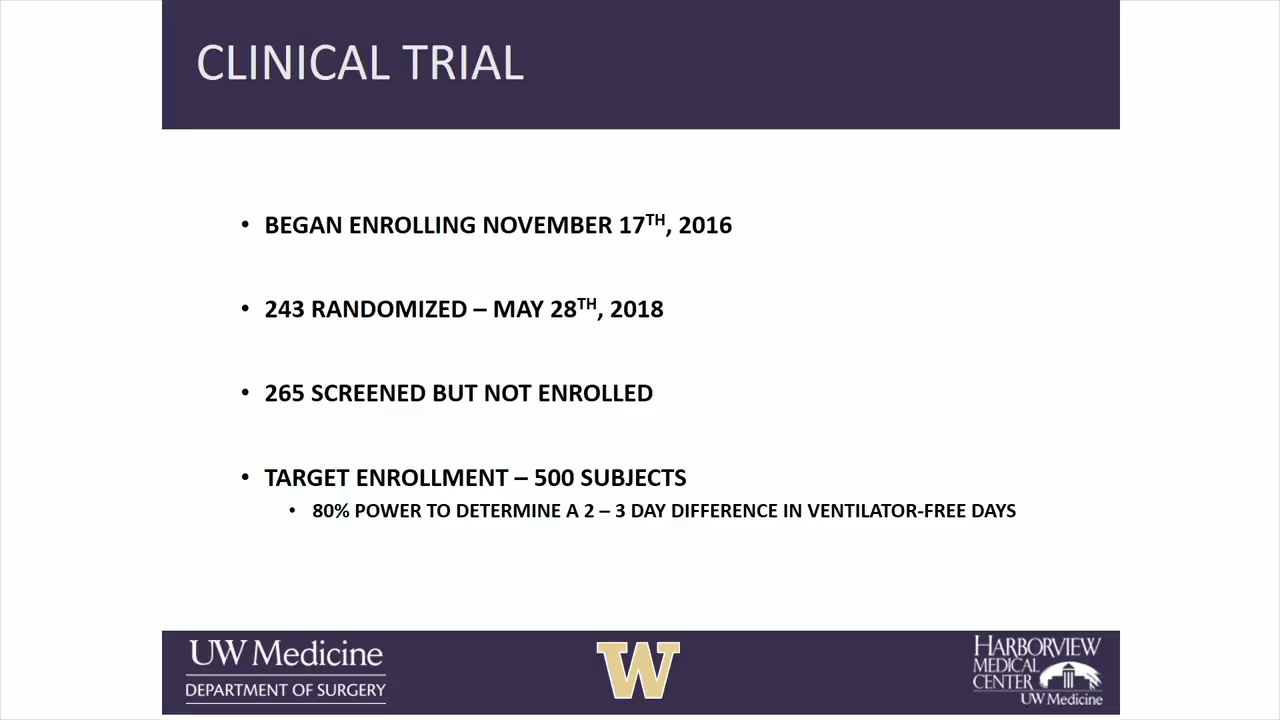 CLINICAL TRIAL
• BEGAN ENROLLING NOVEMBER 17TH, 2016
• 243 RANDOMIZED – MAY 28TH, 2018
• 265 SCREENED BUT NOT ENROLLED
• TARGET ENROLLMENT – 500 SUBJECTS
• 80% POWER TO DETERMINE A 2 – 3 DAY DIFFERENCE IN VENTILATOR-FREE DAYS
UW Medicine
DEPARTMENT OF SURGERY
W
HARBORVIEW
MEDICAL
CENTER
UW Medicine